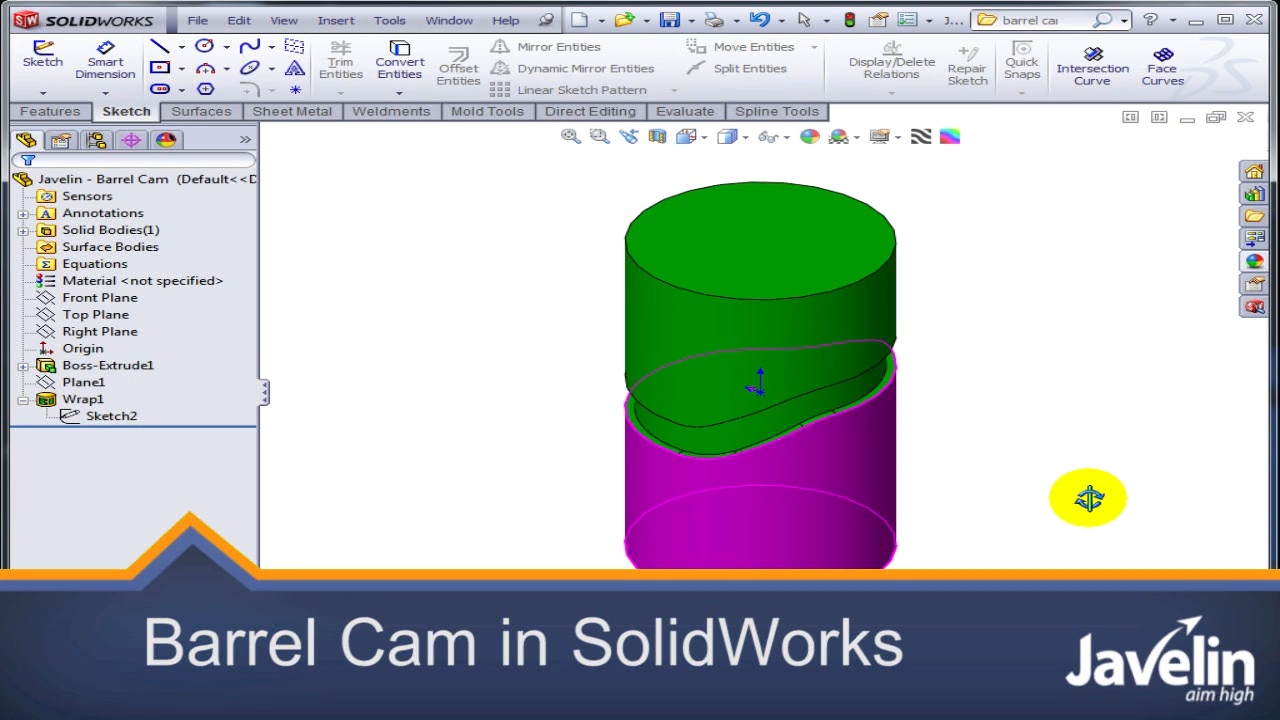 SW SOLIDWORKS File Edit View Insert Tools Window Help J... barrel car
Sketch Smart Dimension Trim Entities Convert Entities Offset Entities Mirror Entities Move Entities Display/Delete Relations Repair Sketch Quick Snaps Intersection Curve Face Curves
Dynamic Mirror Entities Split Entities
Linear Sketch Pattern
Features Sketch Surfaces Sheet Metal Weldments Mold Tools Direct Editing Evaluate Spline Tools
Javelin - Barrel Cam (Default<<D
Sensors
Annotations
Solid Bodies(1)
Surface Bodies
Equations
Material <not specified>
Front Plane
Top Plane
Right Plane
Origin
Boss-Extrude1
Plane1
Wrap1
Sketch2
Barrel Cam in SolidWorks
Javelin
aim high